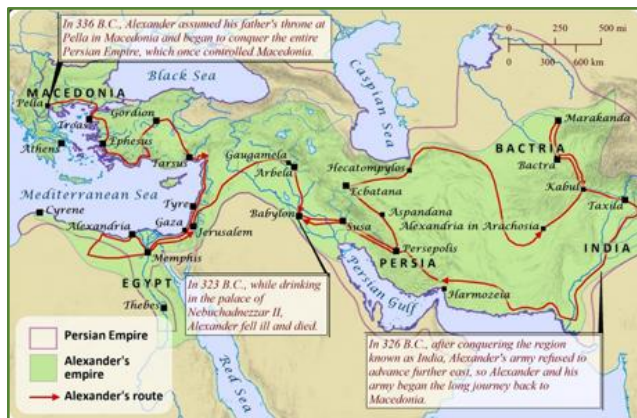 In 336 B.C., Alexander assumed his father's throne at
Pella in Macedonia and began to conquer the entire
Persian Empire, which once controlled Macedonia.
0 250 500 mi
0 300 600 km
Black Sea
Caspian Sea
MACEDONIA
Pella
Gordion
Troas
Marakanda
BACTRIA
Athens
Ephesus
Tarsus
Gaugamela
Arbela
Hecatompylos
Bactra
Ecbatana
Kabul
Mediterranean Sea
Cyrene
Tyre
Taxila
Alexandria
Gaza
Jerusalem
Babylon
Susa
Aspandana
Alexandria in Arachosia
Memphis
Persepolis
PERSIA
INDIA
EGYPT
Thebes
Persian Gulf
Harmozeia
Red Sea
In 323 B.C., while drinking
in the palace of
Nebuchadnezzar II,
Alexander fell ill and died.
In 326 B.C., after conquering the region
known as India, Alexander's army refused to
advance further east, so Alexander and his
army began the long journey back to
Macedonia.
Persian Empire
Alexander's
empire
Alexander's route